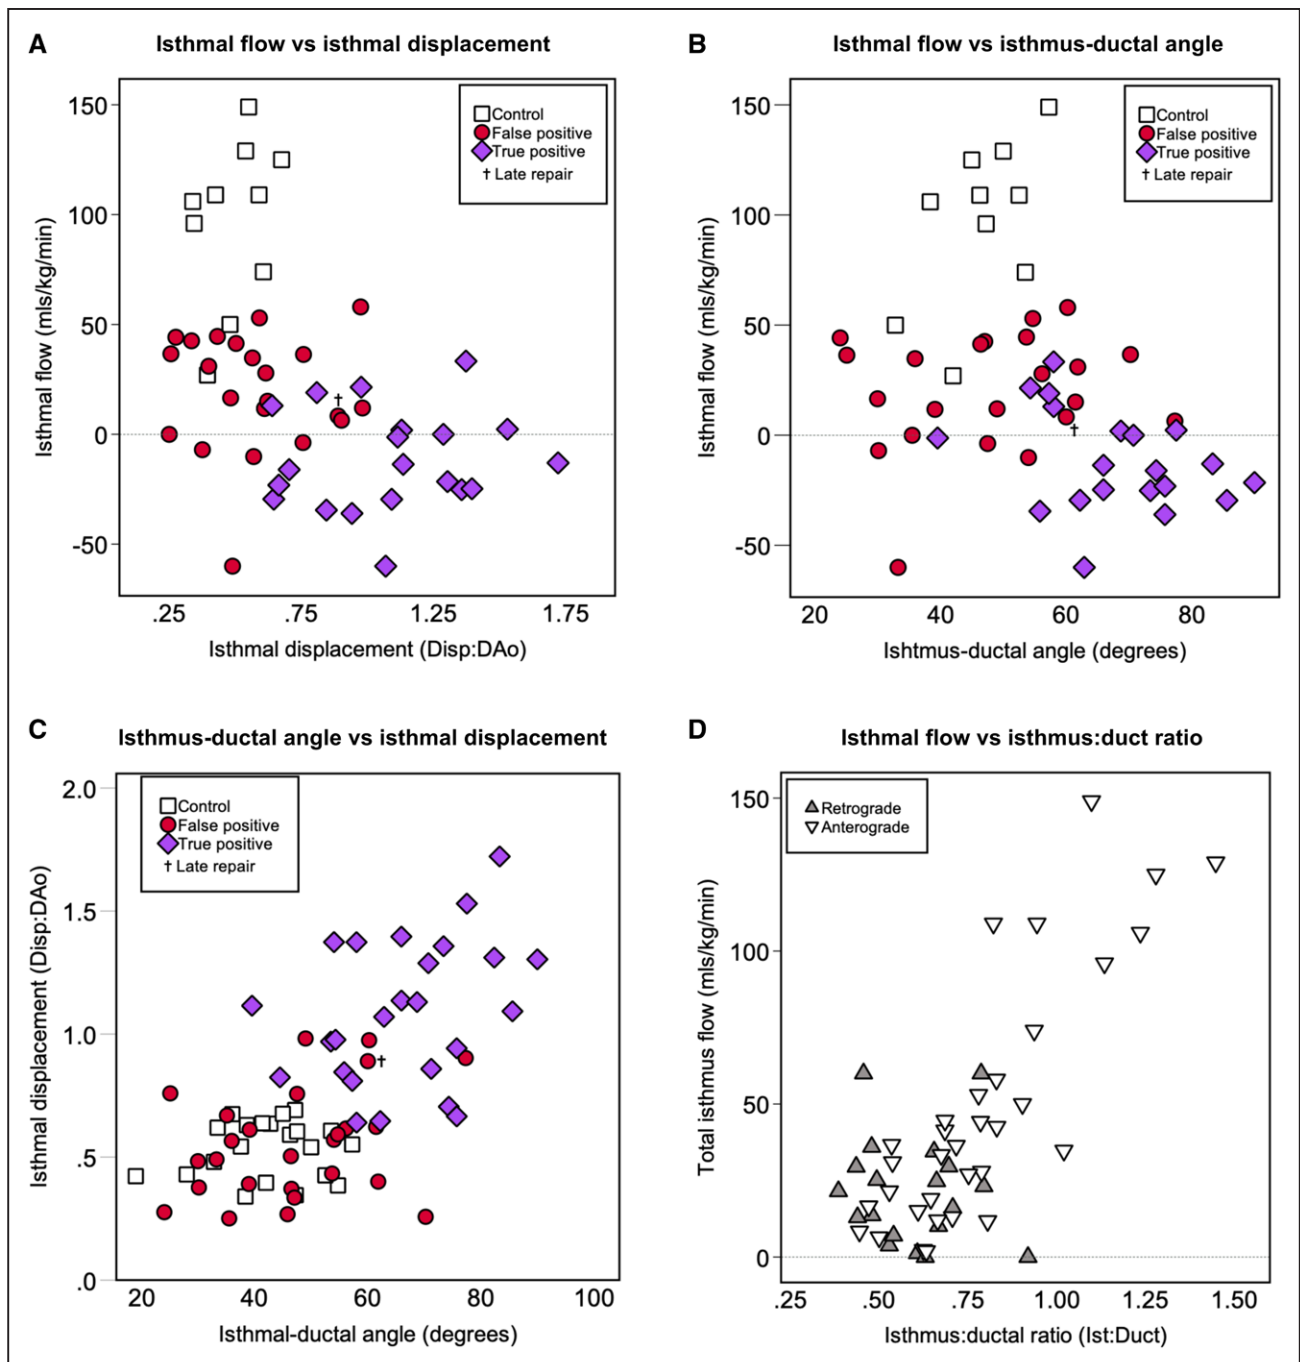 A
Isthmal flow vs isthmal displacement
150
100
50
0
-50
Isthmal flow (mls/kg/min)
Control
False positive
True positive
† Late repair
†
.25 .75 1.25 1.75
Isthmal displacement (Disp:DAo)
B
Isthmal flow vs isthmus-ductal angle
150
100
50
0
-50
Isthmal flow (mls/kg/min)
Control
False positive
True positive
† Late repair
†
20 40 60 80
Ishtmus-ductal angle (degrees)
C
Isthmus-ductal angle vs isthmal displacement
2.0
1.5
1.0
.5
.0
Isthmal displacement (Disp:DAo)
Control
False positive
True positive
† Late repair
†
20 40 60 80 100
Isthmal-ductal angle (degrees)
D
Isthmal flow vs isthmus:duct ratio
150
100
50
0
Total isthmus flow (mls/kg/min)
Retrograde
Anterograde
.25 .50 .75 1.00 1.25 1.50
Isthmus:ductal ratio (Ist:Duct)